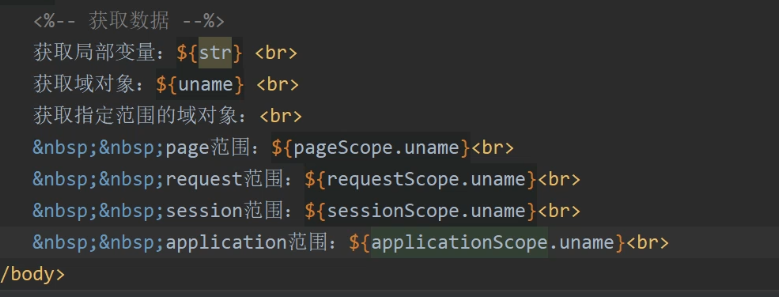 <%-- 获取数据 --%>
获取局部变量：${str} <br>
获取域对象：${uname} <br>
获取指定范围的域对象：<br>
&nbsp;&nbsp;page范围：${pageScope.uname}<br>
&nbsp;&nbsp;request范围：${requestScope.uname}<br>
&nbsp;&nbsp;session范围：${sessionScope.uname}<br>
&nbsp;&nbsp;application范围：${applicationScope.uname}<br>
/body>